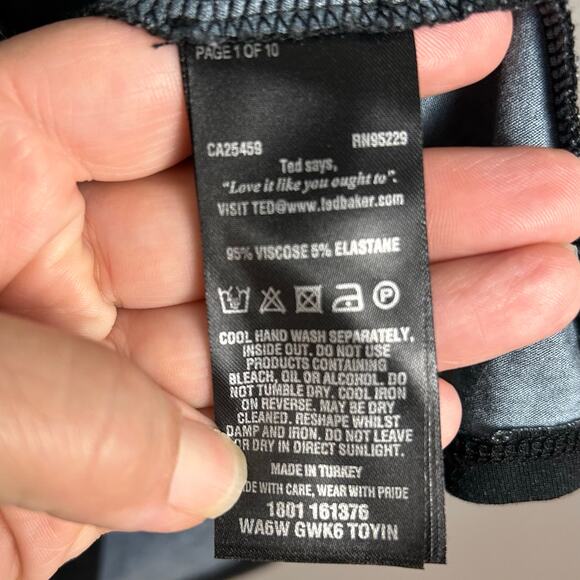 PAGE 1 OF 10
CA25459 RN95229
Ted says,
"Love it like you ought to".
VISIT TED@www.tedbaker.com
95% VISCOSE 5% ELASTANE
P
COOL HAND WASH SEPARATELY,
INSIDE OUT. DO NOT USE
PRODUCTS CONTAINING
BLEACH, OIL OR ALCOHOL. DO
NOT TUMBLE DRY. COOL IRON
ON REVERSE. MAY BE DRY
CLEANED. RESHAPE WHILST
DAMP AND IRON. DO NOT LEAVE
OR DRY IN DIRECT SUNLIGHT.
MADE IN TURKEY
DE WITH CARE, WEAR WITH PRIDE
1801 161376
WA6W GWK6 TOYIN